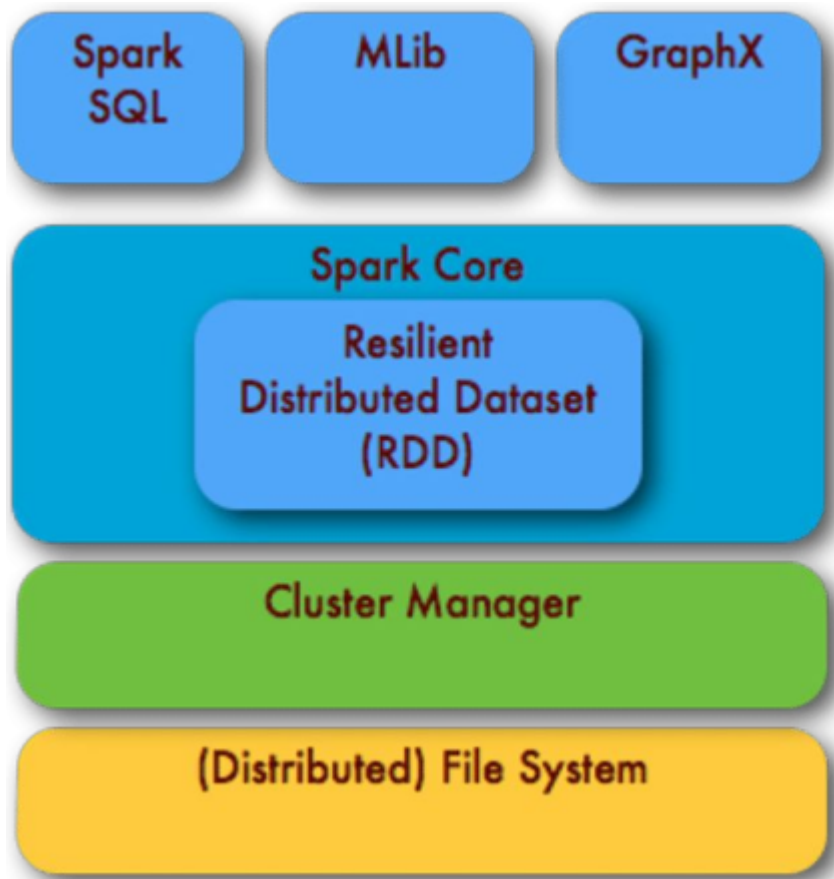 Spark
SQL
MLib
GraphX
Spark Core
Resilient
Distributed Dataset
(RDD)
Cluster Manager
(Distributed) File System